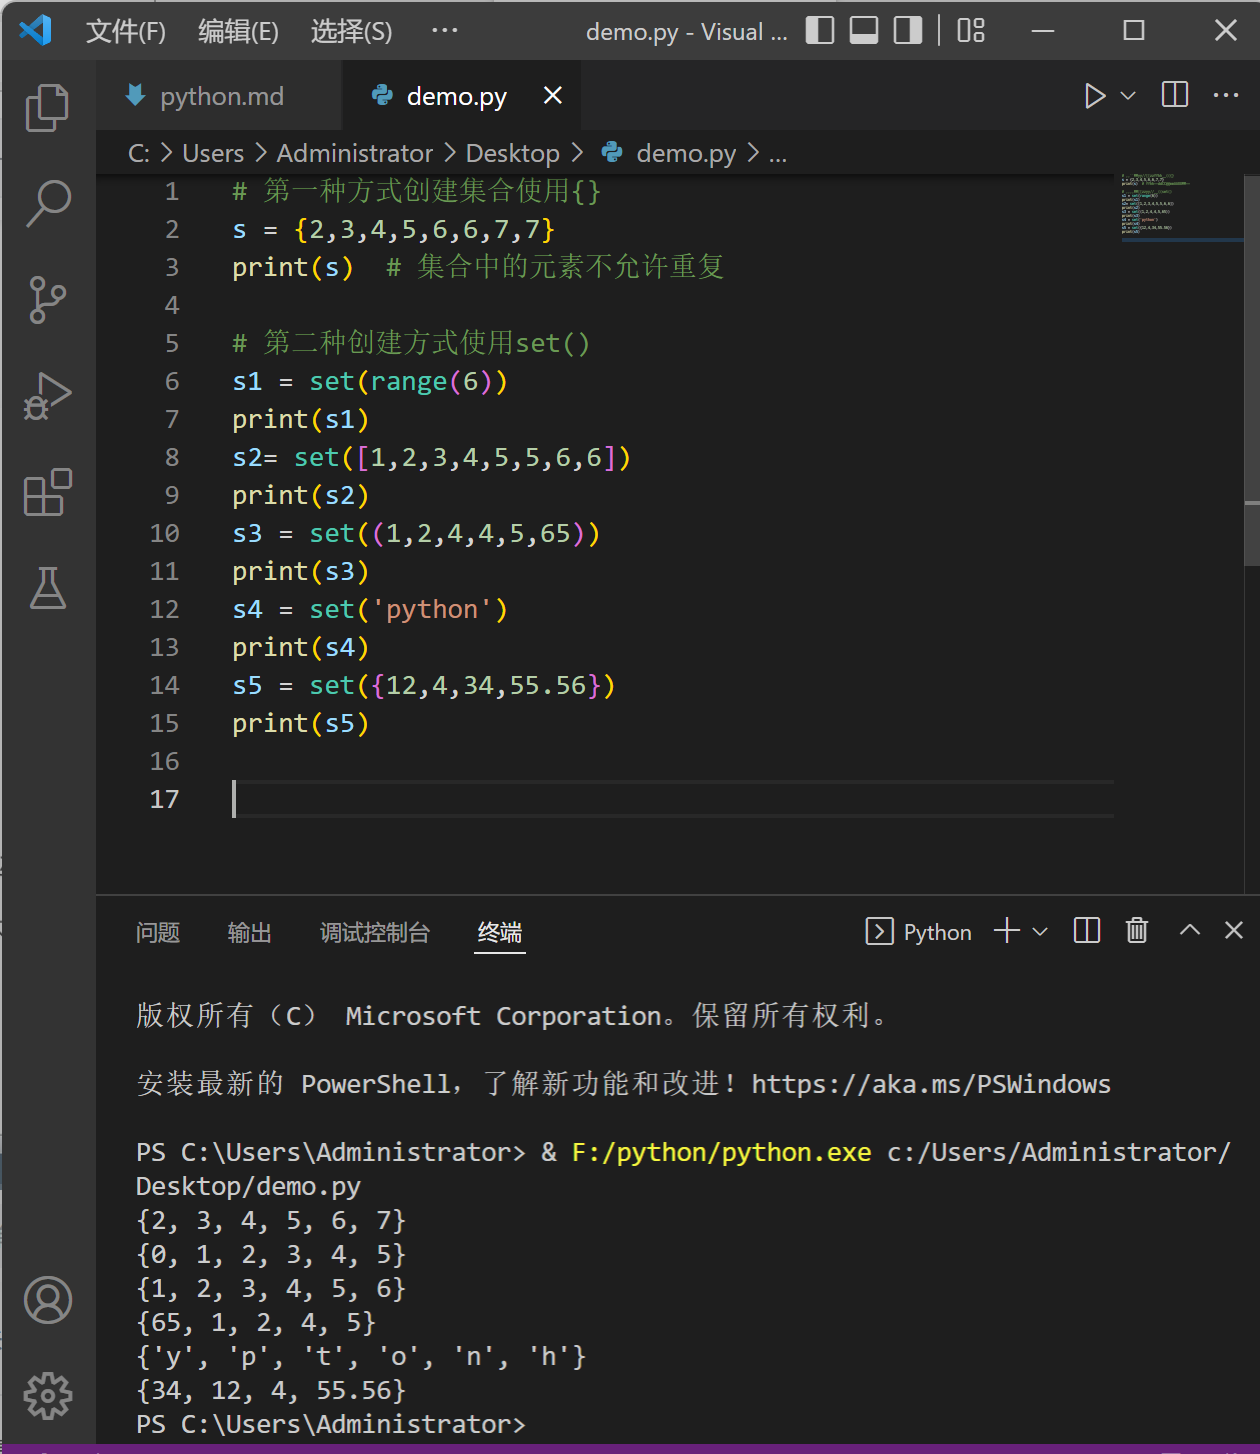 文件(F) 编辑(E) 选择(S) ··· demo.py - Visual ...
python.md demo.py
C: > Users > Administrator > Desktop > demo.py > ...
1 # 第一种方式创建集合使用{}
2 s = {2,3,4,5,6,6,7,7}
3 print(s)  # 集合中的元素不允许重复
4
5 # 第二种创建方式使用set()
6 s1 = set(range(6))
7 print(s1)
8 s2= set([1,2,3,4,5,5,6,6])
9 print(s2)
10 s3 = set((1,2,4,4,5,65))
11 print(s3)
12 s4 = set('python')
13 print(s4)
14 s5 = set({12,4,34,55.56})
15 print(s5)
16
17
问题 输出 调试控制台 终端 Python
版权所有（C） Microsoft Corporation。保留所有权利。
安装最新的 PowerShell，了解新功能和改进！https://aka.ms/PSWindows
PS C:\Users\Administrator> & F:/python/python.exe c:/Users/Administrator/
Desktop/demo.py
{2, 3, 4, 5, 6, 7}
{0, 1, 2, 3, 4, 5}
{1, 2, 3, 4, 5, 6}
{65, 1, 2, 4, 5}
{'y', 'p', 't', 'o', 'n', 'h'}
{34, 12, 4, 55.56}
PS C:\Users\Administrator>